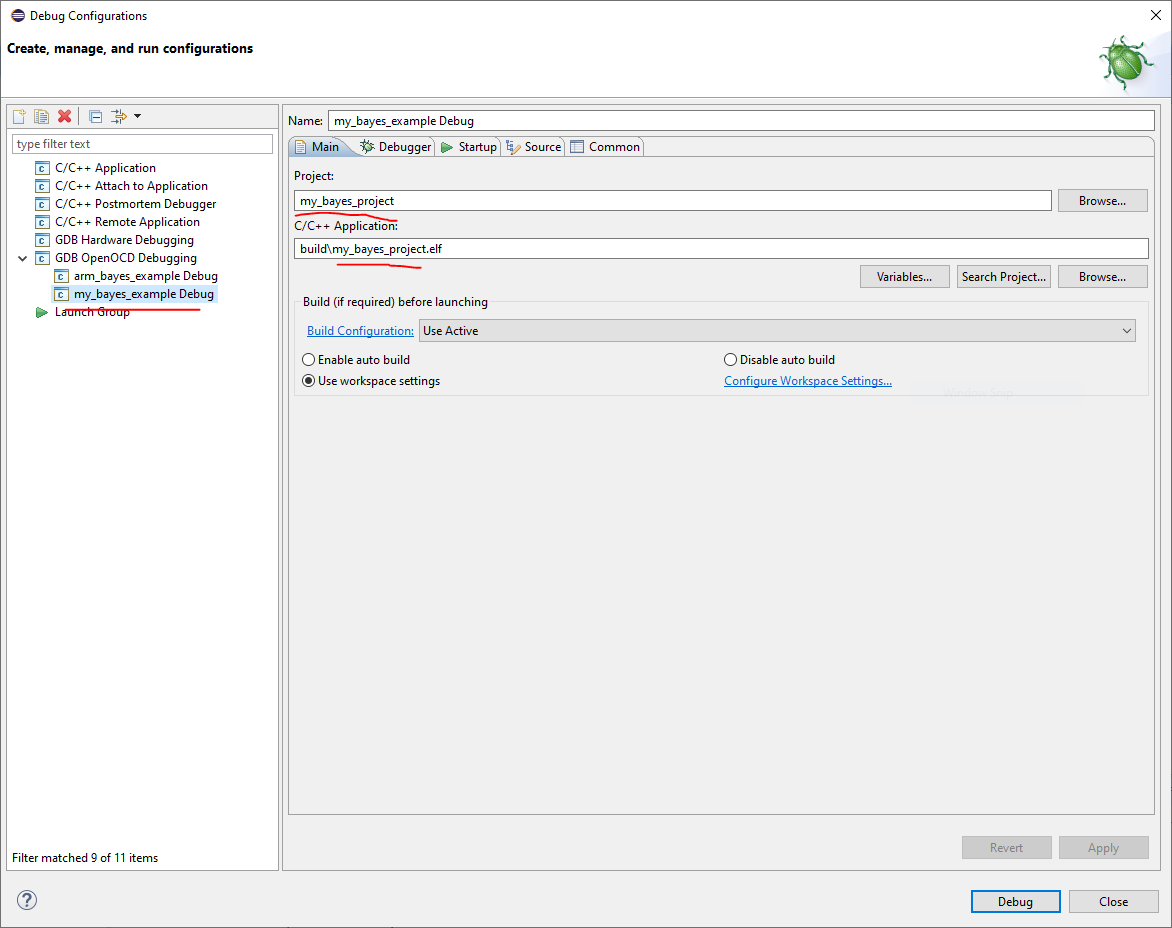 Debug Configurations
Create, manage, and run configurations
type filter text
C/C++ Application
C/C++ Attach to Application
C/C++ Postmortem Debugger
C/C++ Remote Application
GDB Hardware Debugging
GDB OpenOCD Debugging
arm_bayes_example Debug
my_bayes_example Debug
Launch Group
Filter matched 9 of 11 items
Name: my_bayes_example Debug
Main Debugger Startup Source Common
Project:
my_bayes_project Browse...
C/C++ Application:
build\my_bayes_project.elf
Variables... Search Project... Browse...
Build (if required) before launching
Build Configuration: Use Active
Enable auto build Disable auto build
Use workspace settings Configure Workspace Settings...
Revert Apply
Debug Close